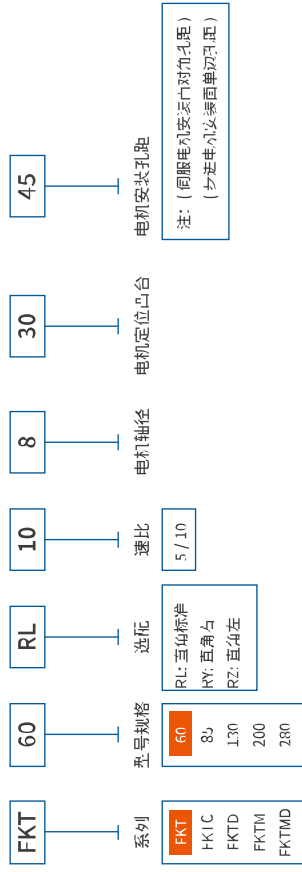 FKT 60 RL 10 8 30 45
系列 型号规格 选配 速比 电机轴径 电机定位凸台 电机安装孔距
FKT
FKTC
FKTD
FKTM
FKTMD
60
85
130
200
280
RL: 直角标准
RY: 直角右
RZ: 直角左
5 / 10
注:（伺服电机安装面对角孔距）
（步进电机安装面单边孔距）